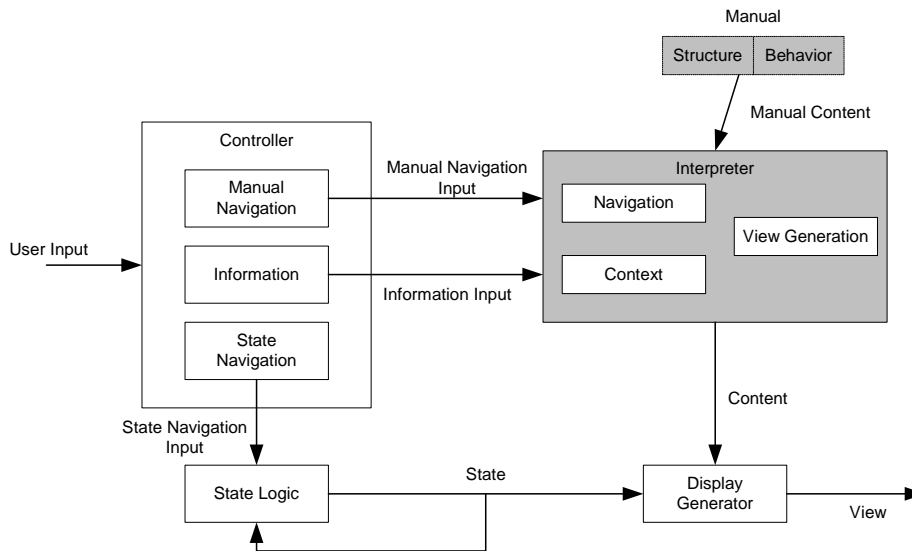 Manual
Structure
Behavior
Manual Content
Controller
Manual
Navigation
Manual Navigation
Input
Interpreter
Navigation
View Generation
User Input
Information
Information Input
Context
State
Navigation
Content
State Navigation
Input
State Logic
State
Display
Generator
View